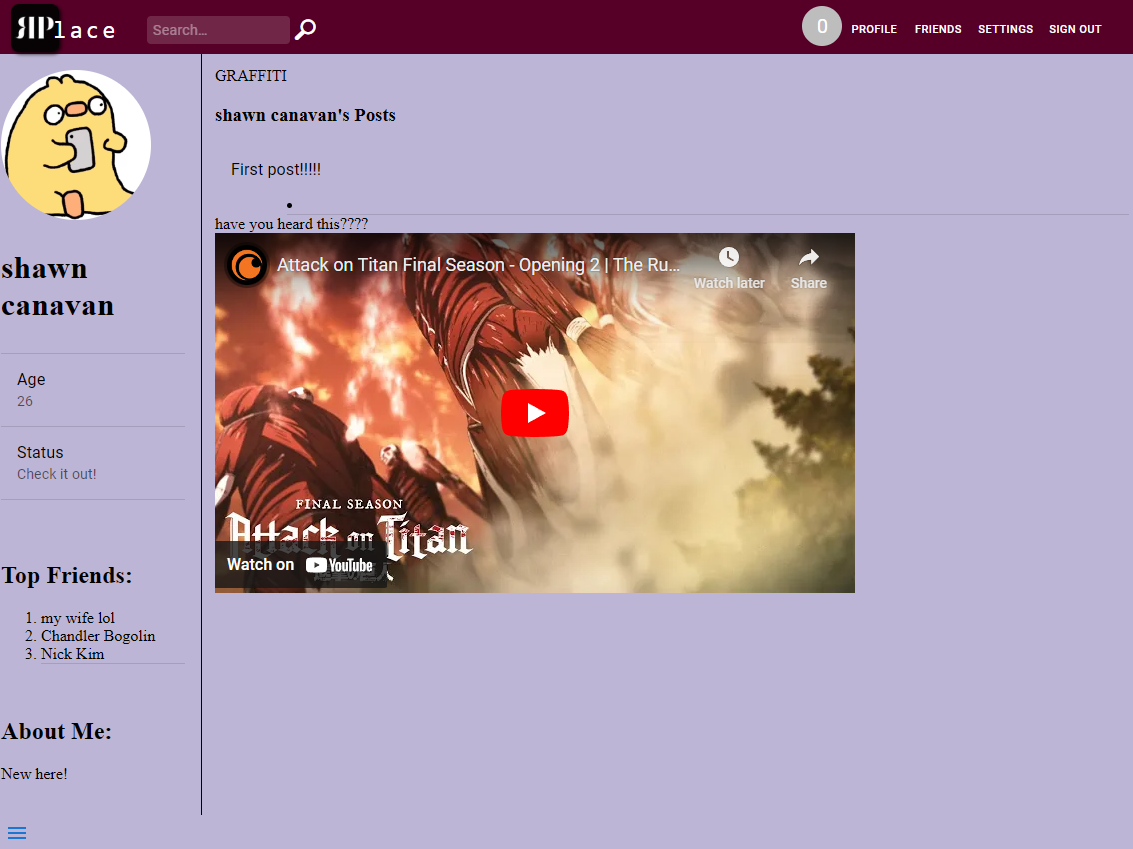 ЯPlace
Search...
0
PROFILE
FRIENDS
SETTINGS
SIGN OUT
shawn
canavan
Age
26
Status
Check it out!
Top Friends:
1. my wife lol
2. Chandler Bogolin
3. Nick Kim
About Me:
New here!
GRAFFITI
shawn canavan's Posts
First post!!!!!
have you heard this????
Attack on Titan Final Season - Opening 2 | The Ru...
Watch later
Share
FINAL SEASON
Attack on Titan
Watch on YouTube